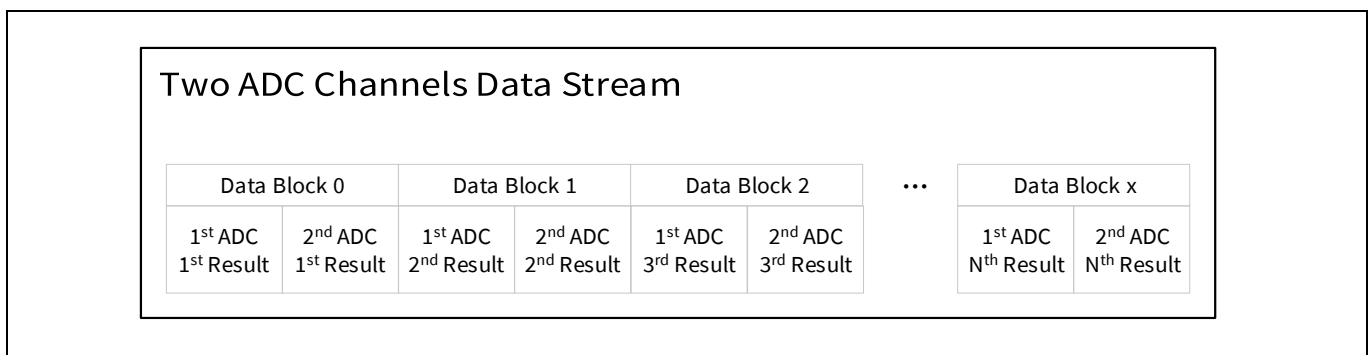 Two ADC Channels Data Stream
Data Block 0 Data Block 1 Data Block 2 ••• Data Block x
1st ADC 2nd ADC 1st ADC 2nd ADC 1st ADC 2nd ADC 1st ADC 2nd ADC
1st Result 1st Result 2nd Result 2nd Result 3rd Result 3rd Result Nth Result Nth Result